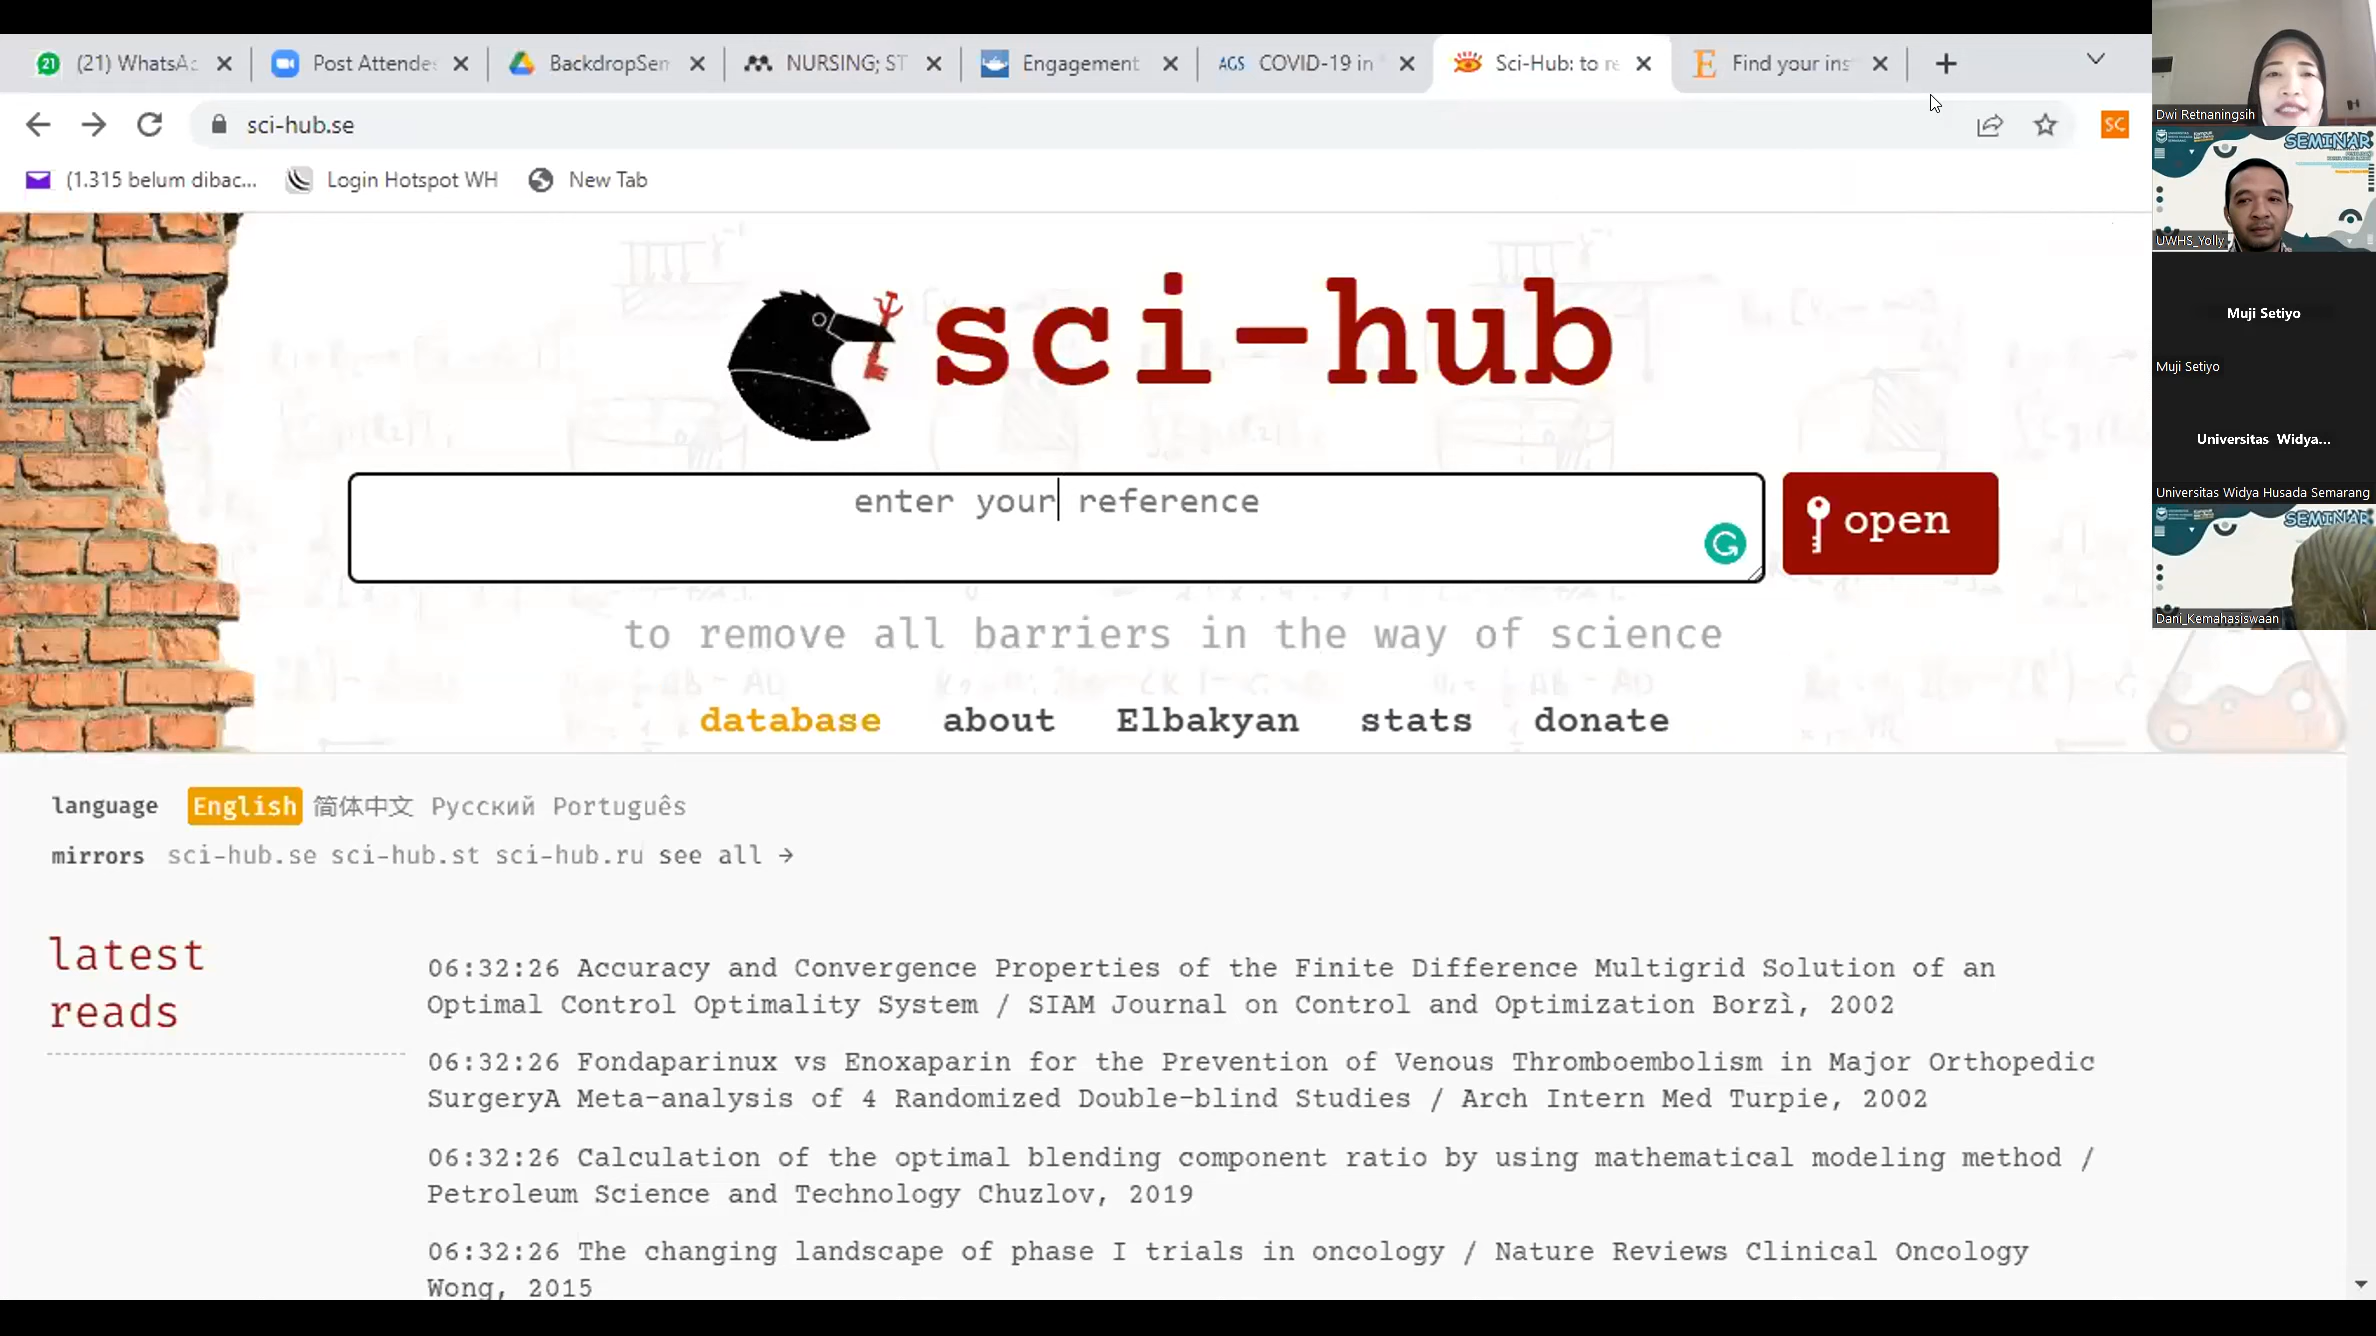 (21) WhatsA
Post Attende
BackdropSem
NURSING; ST
Engagement
AGS COVID-19 in
Sci-Hub: to re
Find your ins
sci-hub.se
SC
(1.315 belum dibac...
Login Hotspot WH
New Tab
sci-hub
enter your reference
open
to remove all barriers in the way of science
database about Elbakyan stats donate
language English 简体中文 Русский Português
mirrors sci-hub.se sci-hub.st sci-hub.ru see all →
latest
reads
06:32:26 Accuracy and Convergence Properties of the Finite Difference Multigrid Solution of an
Optimal Control Optimality System / SIAM Journal on Control and Optimization Borzì, 2002
06:32:26 Fondaparinux vs Enoxaparin for the Prevention of Venous Thromboembolism in Major Orthopedic
SurgeryA Meta-analysis of 4 Randomized Double-blind Studies / Arch Intern Med Turpie, 2002
06:32:26 Calculation of the optimal blending component ratio by using mathematical modeling method /
Petroleum Science and Technology Chuzlov, 2019
06:32:26 The changing landscape of phase I trials in oncology / Nature Reviews Clinical Oncology
Wong, 2015
Dwi Retnaningsih
SEMINAR
UWHS_Yolly
Muji Setiyo
Muji Setiyo
Universitas Widya...
Universitas Widya Husada Semarang
SEMINAR
Dani_Kemahasiswaan